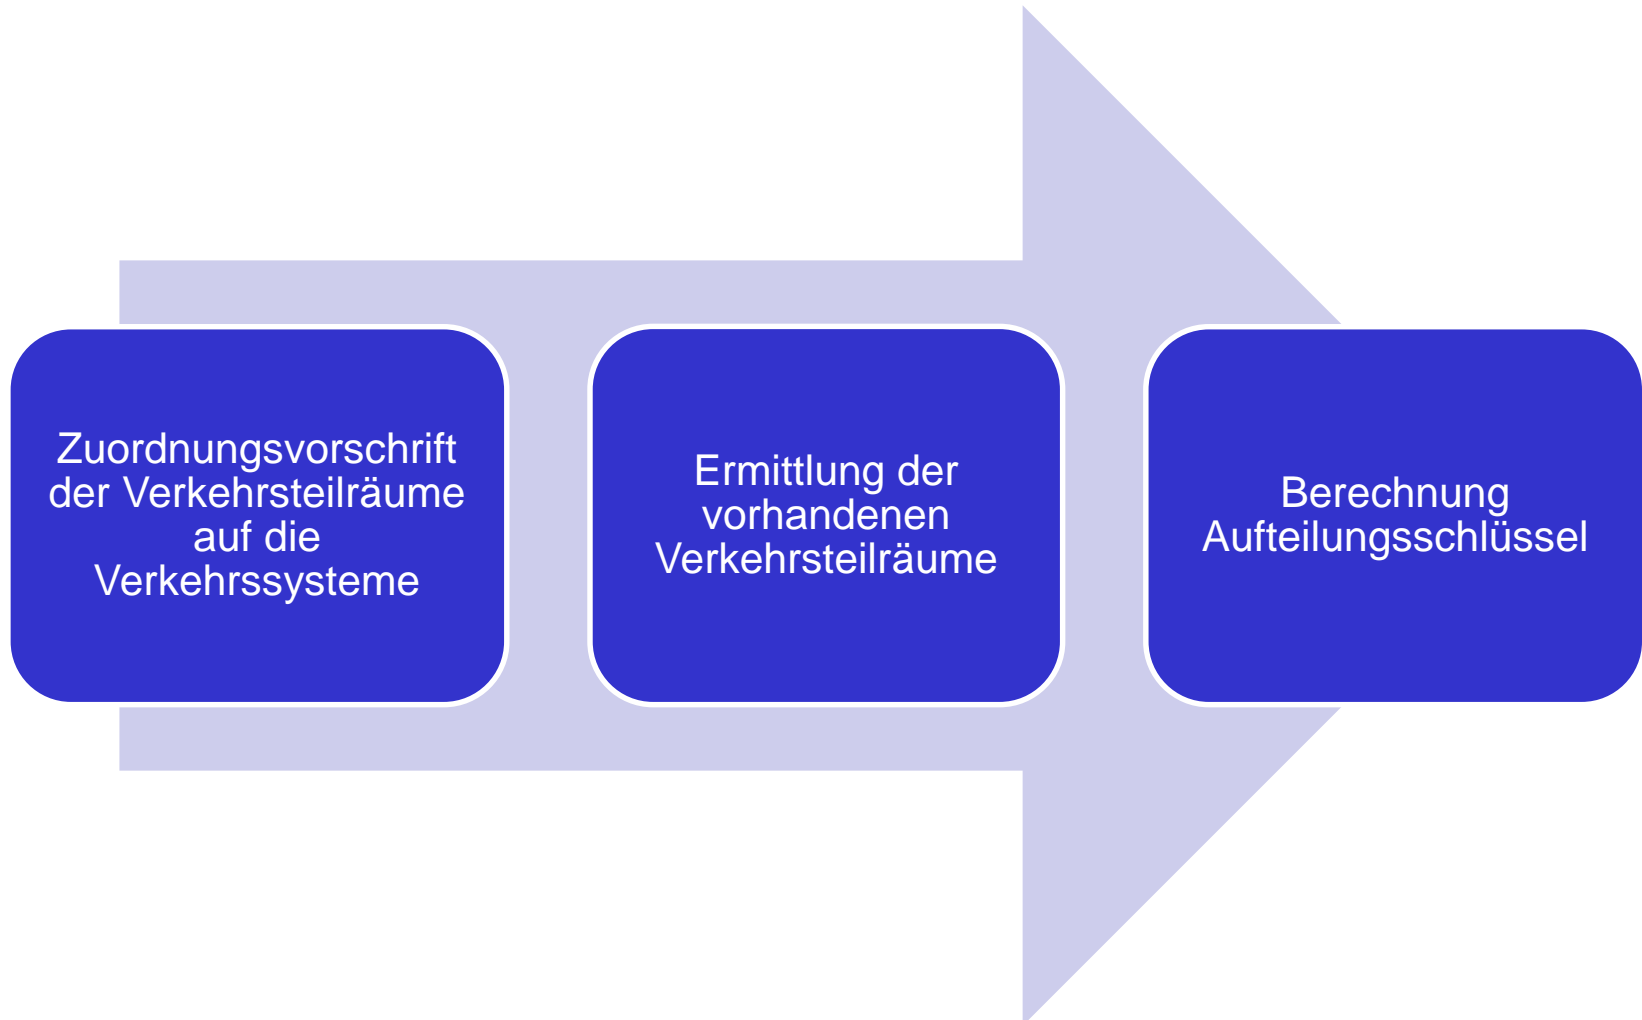 Zuordnungsvorschrift
der Verkehrsteilräume
auf die
Verkehrssysteme
Ermittlung der
vorhandenen
Verkehrsteilräume
Berechnung
Aufteilungsschlüssel